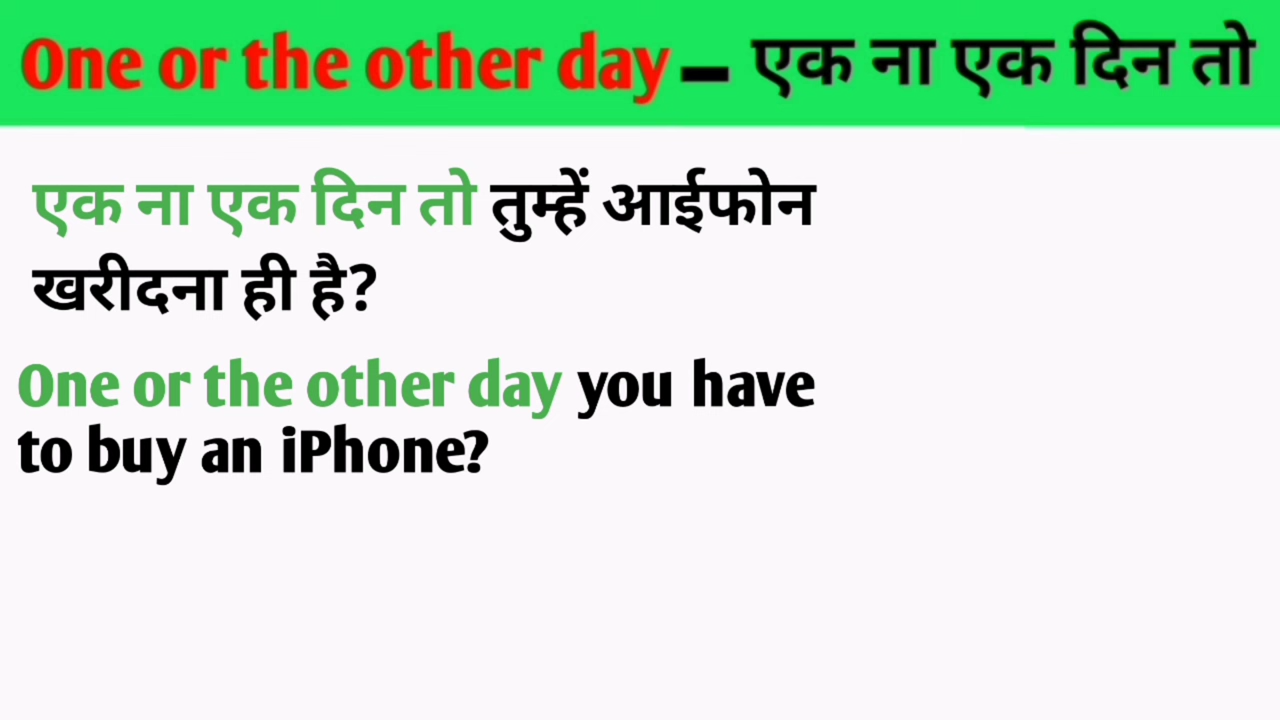 One or the other day – एक ना एक दिन तो
एक ना एक दिन तो तुम्हें आईफोन
खरीदना ही है?
One or the other day you have
to buy an iPhone?